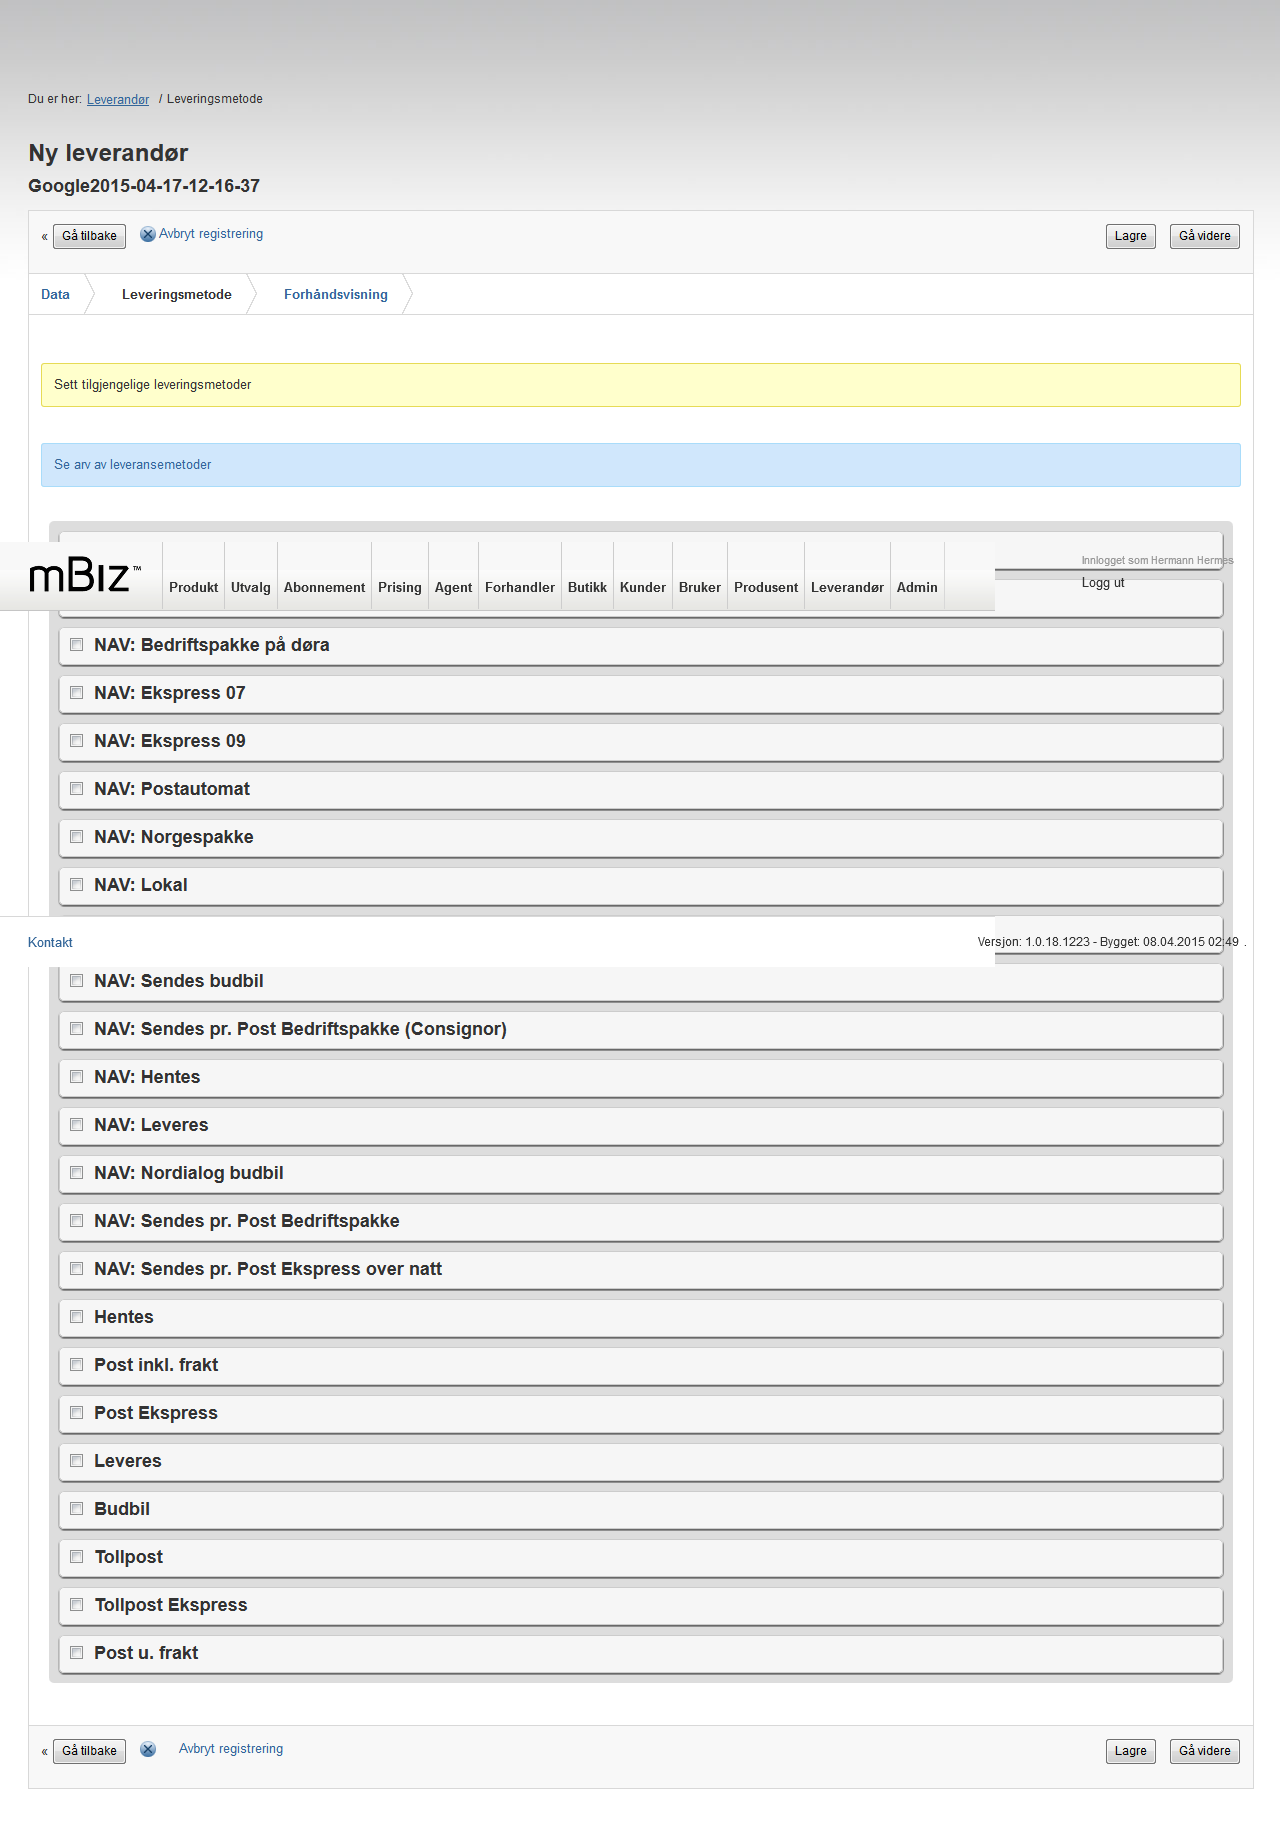 Du er her: Leverandør / Leveringsmetode
Ny leverandør
Google2015-04-17-12-16-37
« Gå tilbake Avbryt registrering Lagre Gå videre
Data Leveringsmetode Forhåndsvisning
Sett tilgjengelige leveringsmetoder
Se arv av leveransemetoder
mBiz™ Produkt Utvalg Abonnement Prising Agent Forhandler Butikk Kunder Bruker Produsent Leverandør Admin
Innlogget som Hermann Hermes
Logg ut
NAV: Bedriftspakke på døra
NAV: Ekspress 07
NAV: Ekspress 09
NAV: Postautomat
NAV: Norgespakke
NAV: Lokal
Kontakt Versjon: 1.0.18.1223 - Bygget: 08.04.2015 02:49 .
NAV: Sendes budbil
NAV: Sendes pr. Post Bedriftspakke (Consignor)
NAV: Hentes
NAV: Leveres
NAV: Nordialog budbil
NAV: Sendes pr. Post Bedriftspakke
NAV: Sendes pr. Post Ekspress over natt
Hentes
Post inkl. frakt
Post Ekspress
Leveres
Budbil
Tollpost
Tollpost Ekspress
Post u. frakt
« Gå tilbake Avbryt registrering Lagre Gå videre